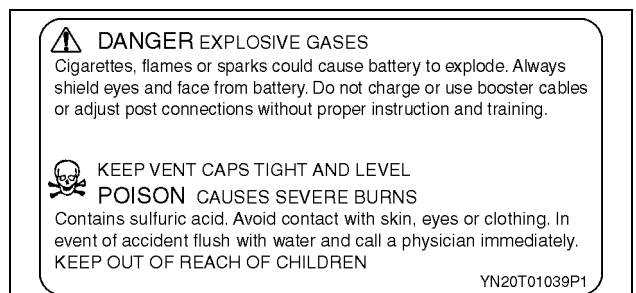 DANGER EXPLOSIVE GASES
Cigarettes, flames or sparks could cause battery to explode. Always
shield eyes and face from battery. Do not charge or use booster cables
or adjust post connections without proper instruction and training.
KEEP VENT CAPS TIGHT AND LEVEL
POISON CAUSES SEVERE BURNS
Contains sulfuric acid. Avoid contact with skin, eyes or clothing. In
event of accident flush with water and call a physician immediately.
KEEP OUT OF REACH OF CHILDREN
YN20T01039P1